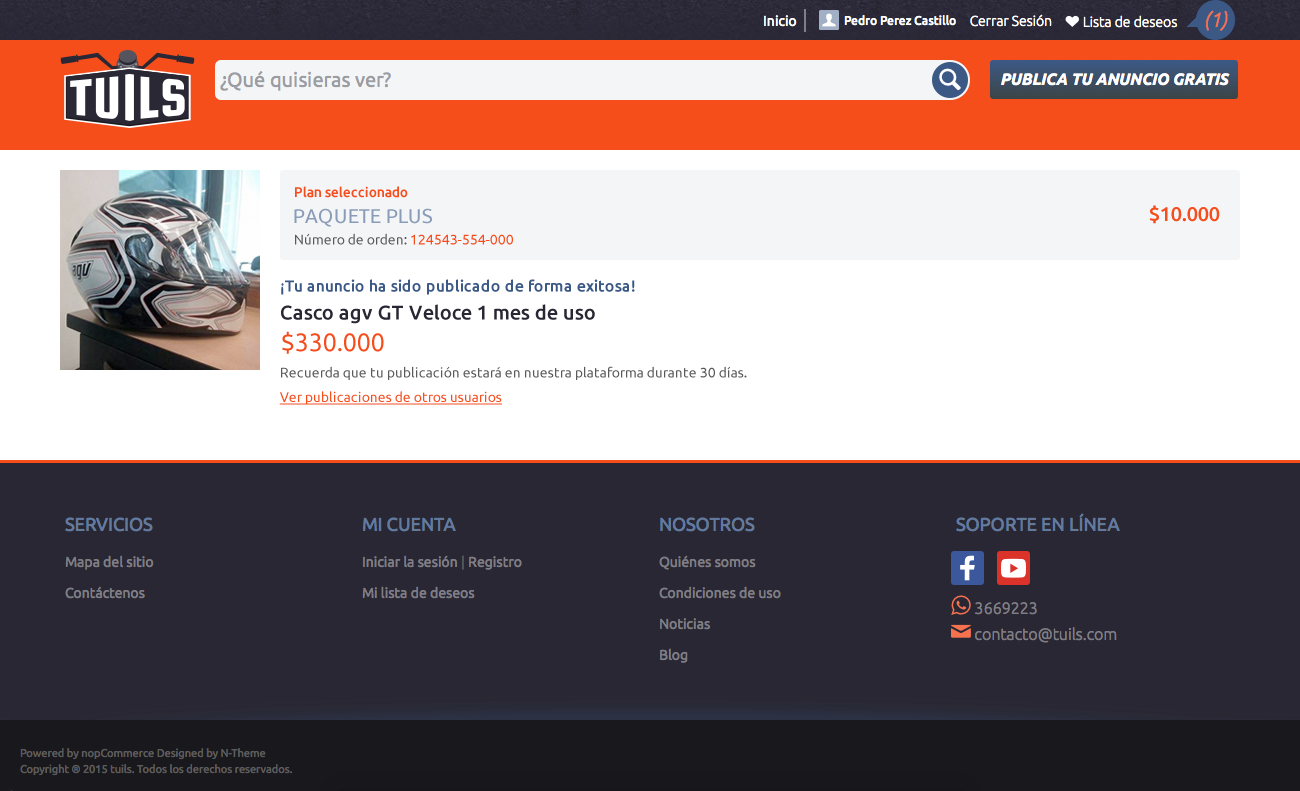 Inicio
Pedro Perez Castillo
Cerrar Sesión
Lista de deseos
(1)
TUILS
¿Qué quisieras ver?
PUBLICA TU ANUNCIO GRATIS
agv
Plan seleccionado
PAQUETE PLUS
$10.000
Número de orden: 124543-554-000
¡Tu anuncio ha sido publicado de forma exitosa!
Casco agv GT Veloce 1 mes de uso
$330.000
Recuerda que tu publicación estará en nuestra plataforma durante 30 días.
Ver publicaciones de otros usuarios
SERVICIOS
Mapa del sitio
Contáctenos
MI CUENTA
Iniciar la sesión | Registro
Mi lista de deseos
NOSOTROS
Quiénes somos
Condiciones de uso
Noticias
Blog
SOPORTE EN LÍNEA
3669223
contacto@tuils.com
Powered by nopCommerce Designed by N-Theme
Copyright ® 2015 tuils. Todos los derechos reservados.